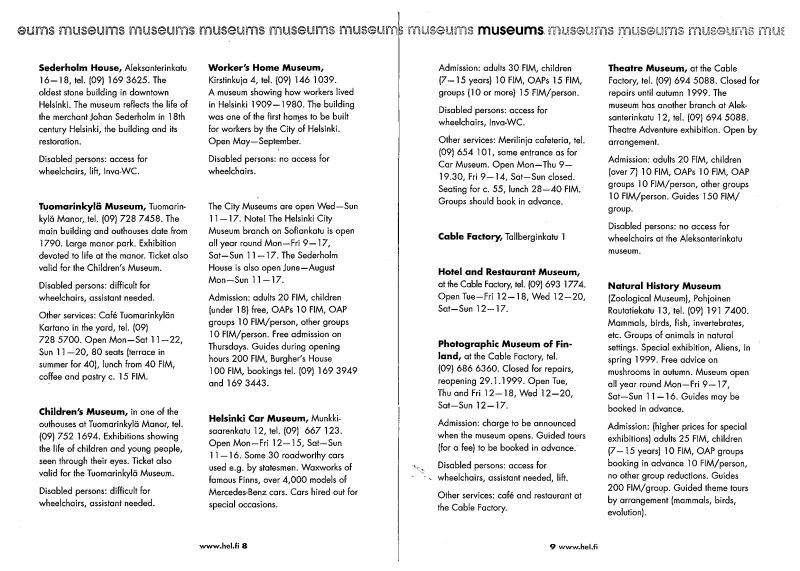 eums museums museums museums museums museums museums museums museums museums museums mus
Sederholm House, Aleksanterinkatu
16–18, tel. (09) 169 3625. The
oldest stone building in downtown
Helsinki. The museum reflects the life of
the merchant Johan Sederholm in 18th
century Helsinki, the building and its
restoration.
Disabled persons: access for
wheelchairs, lift, Inva-WC.
Tuomarinkylä Museum, Tuomarin-
kylä Manor, tel. (09) 728 7458. The
main building and outhouses date from
1790. Large manor park. Exhibition
devoted to life at the manor. Ticket also
valid for the Children's Museum.
Disabled persons: difficult for
wheelchairs, assistant needed.
Other services: Café Tuomarinkylän
Kartano in the yard, tel. (09)
728 5700. Open Mon–Sat 11–22,
Sun 11–20, 80 seats (terrace in
summer for 40), lunch from 40 FIM,
coffee and pastry c. 15 FIM.
Children's Museum, in one of the
outhouses at Tuomarinkylä Manor, tel.
(09) 752 1694. Exhibitions showing
the life of children and young people,
seen through their eyes. Ticket also
valid for the Tuomarinkylä Museum.
Disabled persons: difficult for
wheelchairs, assistant needed.
Worker's Home Museum,
Kirstinkuja 4, tel. (09) 146 1039.
A museum showing how workers lived
in Helsinki 1909–1980. The building
was one of the first homes to be built
for workers by the City of Helsinki.
Open May–September.
Disabled persons: no access for
wheelchairs.
The City Museums are open Wed–Sun
11–17. Note! The Helsinki City
Museum branch on Sofiankatu is open
all year round Mon–Fri 9–17,
Sat–Sun 11–17. The Sederholm
House is also open June–August
Mon–Sun 11–17.
Admission: adults 20 FIM, children
(under 18) free, OAPs 10 FIM, OAP
groups 10 FIM/person, other groups
10 FIM/person. Free admission on
Thursdays. Guides during opening
hours 200 FIM, Burgher's House
100 FIM, bookings tel. (09) 169 3949
and 169 3443.
Helsinki Car Museum, Munkki-
saarenkatu 12, tel. (09) 667 123.
Open Mon–Fri 12–15, Sat–Sun
11–16. Some 30 roadworthy cars
used e.g. by statesmen. Waxworks of
famous Finns, over 4,000 models of
Mercedes-Benz cars. Cars hired out for
special occasions.
www.hel.fi 8
Admission: adults 30 FIM, children
(7–15 years) 10 FIM, OAPs 15 FIM,
groups (10 or more) 15 FIM/person.
Disabled persons: access for
wheelchairs, Inva-WC.
Other services: Merilinja cafeteria, tel.
(09) 654 101, same entrance as for
Car Museum. Open Mon–Thu 9–
19.30, Fri 9–14, Sat–Sun closed.
Seating for c. 55, lunch 28–40 FIM.
Groups should book in advance.
Cable Factory, Tallberginkatu 1
Hotel and Restaurant Museum,
at the Cable Factory, tel. (09) 693 1774.
Open Tue–Fri 12–18, Wed 12–20,
Sat–Sun 12–17.
Photographic Museum of Fin-
land, at the Cable Factory, tel.
(09) 686 6360. Closed for repairs,
reopening 29.1.1999. Open Tue,
Thu and Fri 12–18, Wed 12–20,
Sat–Sun 12–17.
Admission: charge to be announced
when the museum opens. Guided tours
(for a fee) to be booked in advance.
Disabled persons: access for
wheelchairs, assistant needed, lift.
Other services: café and restaurant at
the Cable Factory.
Theatre Museum, at the Cable
Factory, tel. (09) 694 5088. Closed for
repairs until autumn 1999. The
museum has another branch at Alek-
santerinkatu 12, tel. (09) 694 5088.
Theatre Adventure exhibition. Open by
arrangement.
Admission: adults 20 FIM, children
(over 7) 10 FIM, OAPs 10 FIM, OAP
groups 10 FIM/person, other groups
10 FIM/person. Guides 150 FIM/
group.
Disabled persons: no access for
wheelchairs at the Aleksanterinkatu
museum.
Natural History Museum
(Zoological Museum), Pohjoinen
Rautatiekatu 13, tel. (09) 191 7400.
Mammals, birds, fish, invertebrates,
etc. Groups of animals in natural
settings. Special exhibition, Aliens, in
spring 1999. Free advice on
mushrooms in autumn. Museum open
all year round Mon–Fri 9–17,
Sat–Sun 11–16. Guides may be
booked in advance.
Admission: (higher prices for special
exhibitions) adults 25 FIM, children
(7–15 years) 10 FIM, OAP groups
booking in advance 10 FIM/person,
no other group reductions. Guides
200 FIM/group. Guided theme tours
by arrangement (mammals, birds,
evolution).
9 www.hel.fi